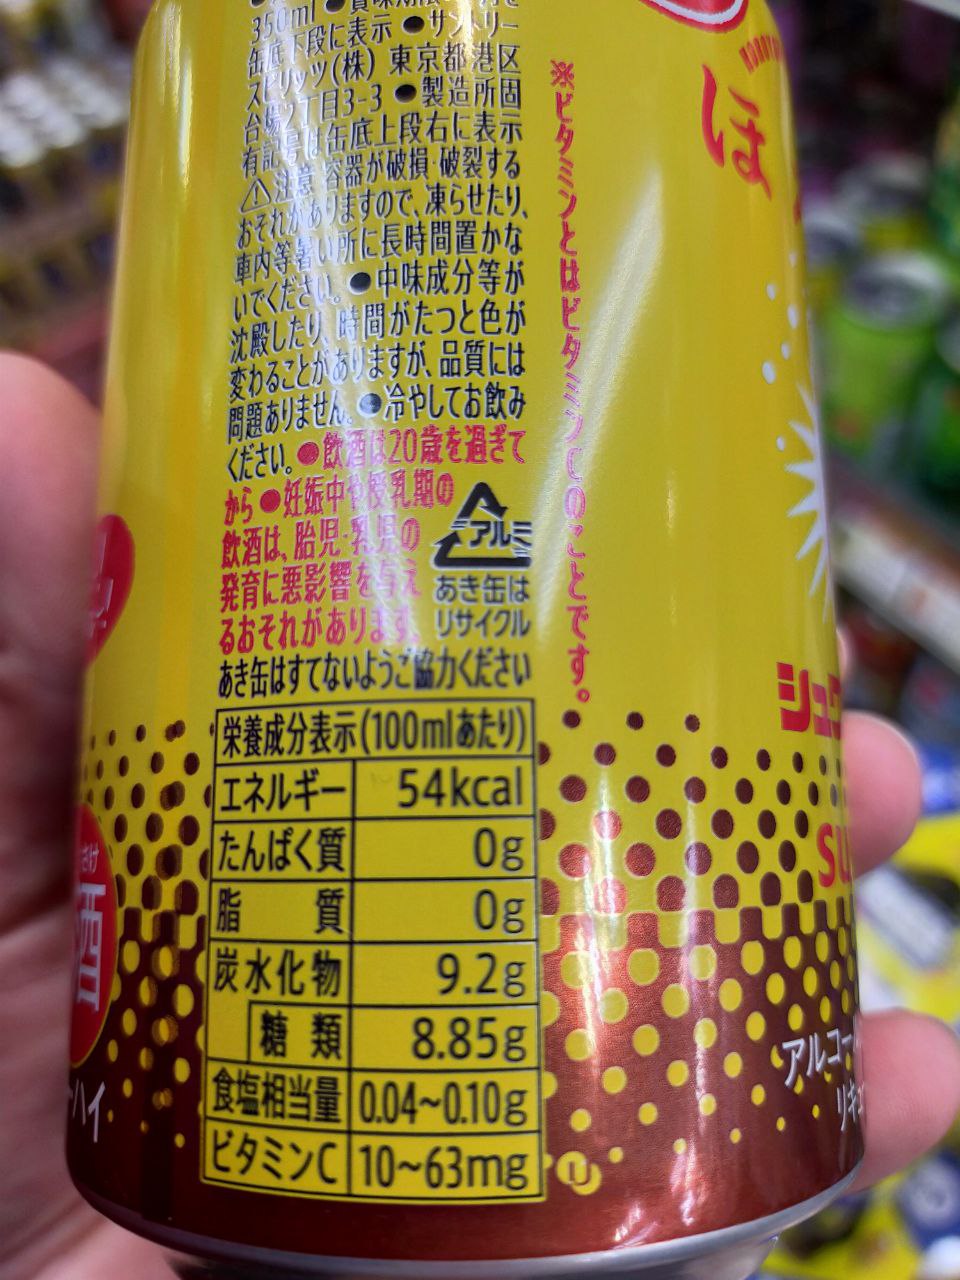 350ml
缶底下段に表示 ●サントリー
スピリッツ(株) 東京都港区
台場2丁目3-3 ●製造所固
有記号は缶底上段右に表示
⚠注意 容器が破損・破裂する
おそれがありますので、凍らせたり、
車内等暑い所に長時間置かな
いでください。●中味成分等が
沈殿したり、時間がたつと色が
変わることがありますが、品質には
問題ありません。●冷やしてお飲み
ください。●飲酒は20歳を過ぎて
から ●妊娠中や授乳期の
飲酒は、胎児・乳児の
発育に悪影響を与え
るおそれがあります。
アルミ
あき缶は
リサイクル
あき缶はすてないようご協力ください
栄養成分表示(100mlあたり)
エネルギー 54kcal
たんぱく質 0g
脂質 0g
炭水化物 9.2g
糖類 8.85g
食塩相当量 0.04~0.10g
ビタミンC 10~63mg
※ビタミンとはビタミンCのことです。
ほ
シュワ
アルコー
リキュ
酒
ーハイ